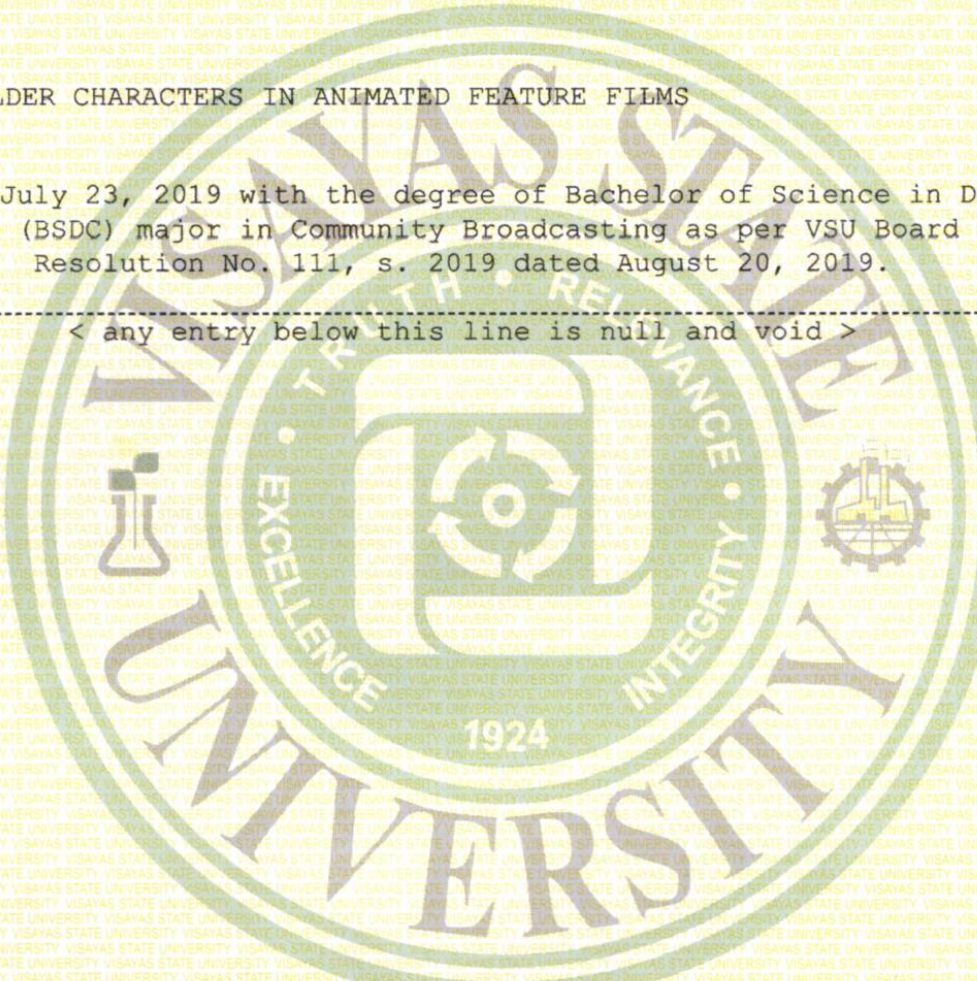 LDER CHARACTERS IN ANIMATED FEATURE FILMS
July 23, 2019 with the degree of Bachelor of Science in D
(BSDC) major in Community Broadcasting as per VSU Board
Resolution No. 111, s. 2019 dated August 20, 2019.
< any entry below this line is null and void >
VISAYAS STATE UNIVERSITY
TRUTH • RELEVANCE • INTEGRITY
EXCELLENCE •
1924